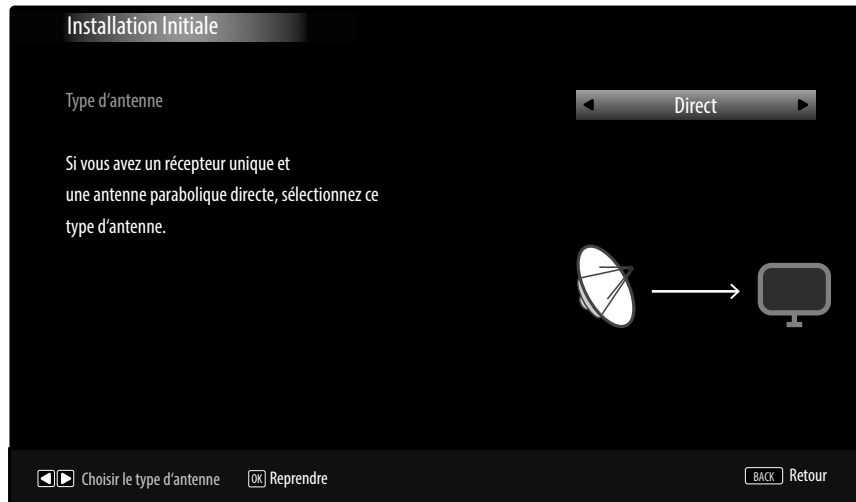 Installation Initiale
Type d‘antenne
Direct
Si vous avez un récepteur unique et
une antenne parabolique directe, sélectionnez ce
type d‘antenne.
Choisir le type d‘antenne
OK Reprendre
BACK Retour